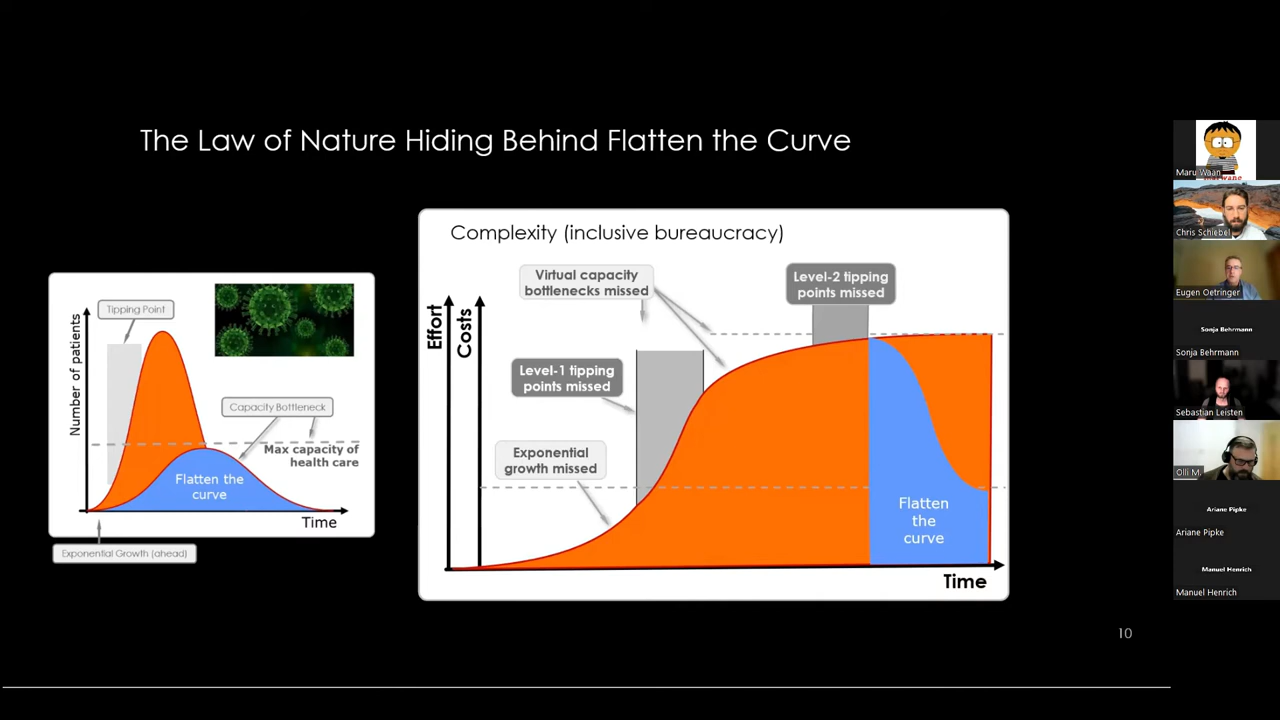 The Law of Nature Hiding Behind Flatten the Curve
Tipping Point
Number of patients
Capacity Bottleneck
Max capacity of
health care
Flatten the
curve
Time
Exponential Growth (ahead)
Complexity (inclusive bureaucracy)
Virtual capacity
bottlenecks missed
Level-2 tipping
points missed
Effort
Costs
Level-1 tipping
points missed
Exponential
growth missed
Flatten
the
curve
Time
10
Maru Waan
Chris Schiebel
Eugen Oetringer
Sonja Behrmann
Sonja Behrmann
Sebastian Leisten
Olli M.
Ariane Pipke
Ariane Pipke
Manuel Henrich
Manuel Henrich